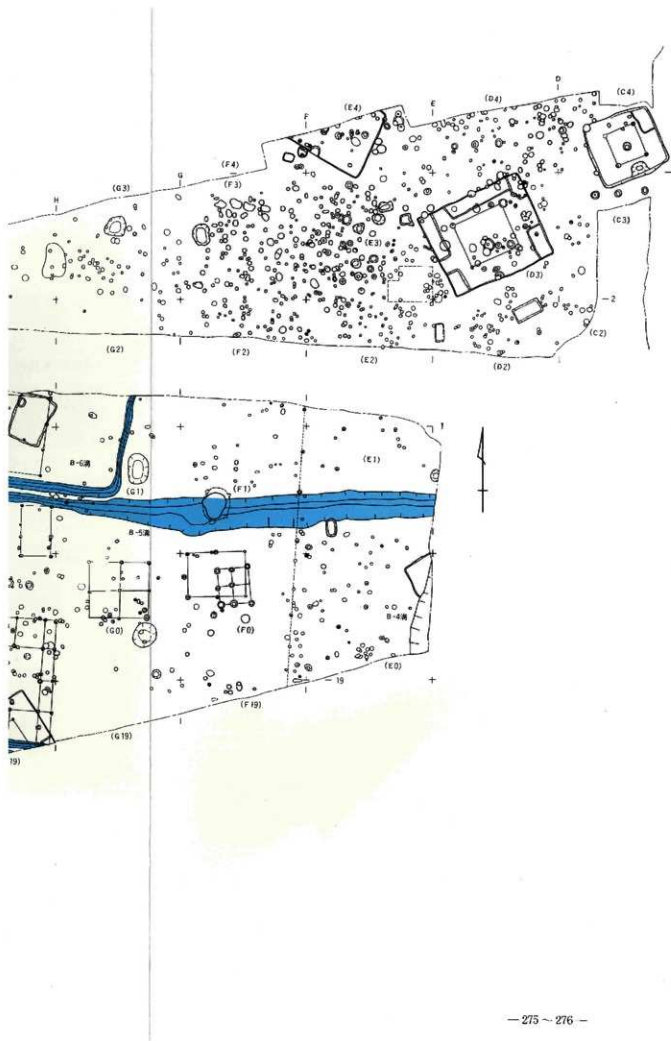 (C4)
D
(D4)
E
(E4)
F
(F4)
G
(F3)
(G3)
H
(C3)
(E3)
(D3)
2
(C2)
(G2)
(F2)
(E2)
(D2)
1
B-6溝
(G1)
(F1)
(E1)
B-5溝
B-4溝
(G0)
(F0)
(E0)
19
(F19)
(G19)
19)
— 275 ~ 276 —